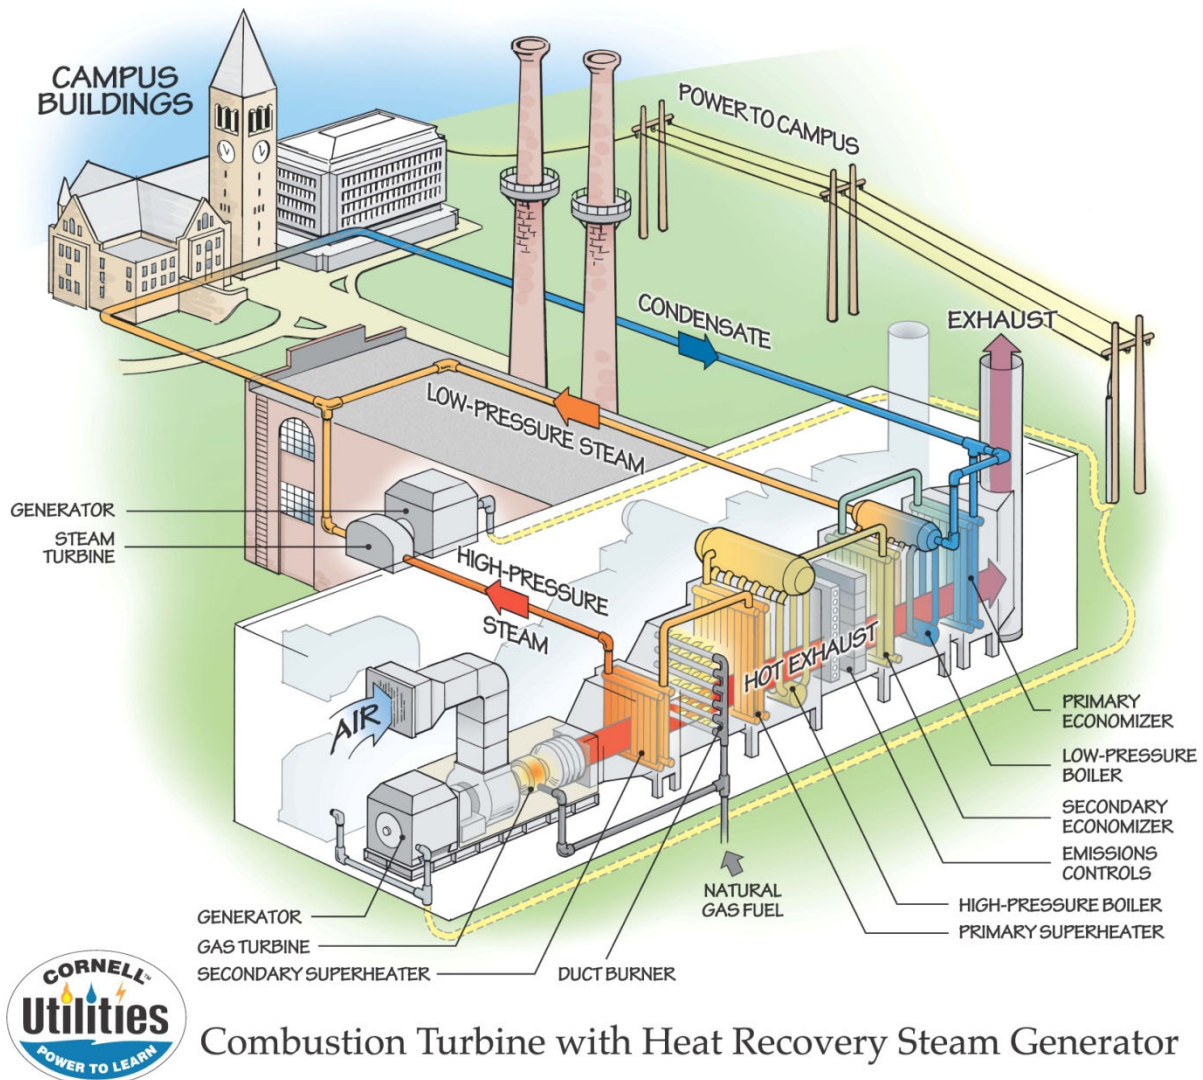 CAMPUS
BUILDINGS
POWER TO CAMPUS
EXHAUST
CONDENSATE
LOW-PRESSURE STEAM
GENERATOR
STEAM
TURBINE
HIGH-PRESSURE
STEAM
HOT EXHAUST
AIR
PRIMARY
ECONOMIZER
LOW-PRESSURE
BOILER
SECONDARY
ECONOMIZER
EMISSIONS
CONTROLS
HIGH-PRESSURE BOILER
PRIMARY SUPERHEATER
NATURAL
GAS FUEL
GENERATOR
GAS TURBINE
SECONDARY SUPERHEATER
DUCT BURNER
CORNELL™
Utilities
POWER TO LEARN
Combustion Turbine with Heat Recovery Steam Generator